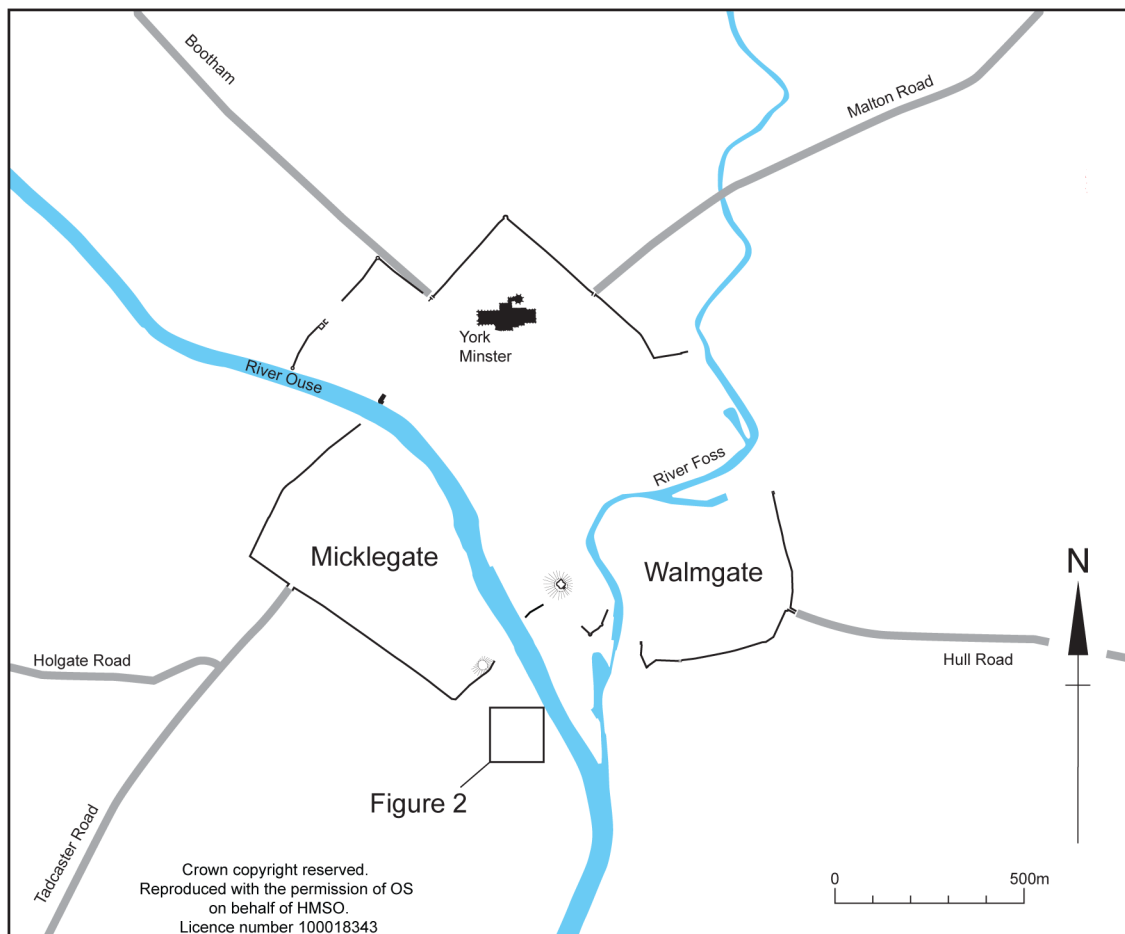 Bootham
Malton Road
York
Minster
River Ouse
River Foss
Micklegate
Walmgate
N
Holgate Road
Hull Road
Figure 2
Tadcaster Road
Crown copyright reserved.
Reproduced with the permission of OS
on behalf of HMSO.
Licence number 100018343
0 500m